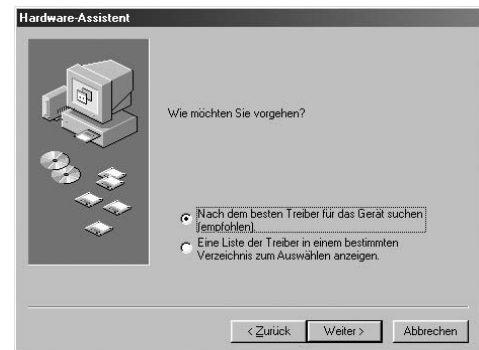 Hardware-Assistent
Wie möchten Sie vorgehen?
Nach dem besten Treiber für das Gerät suchen
(empfohlen).
Eine Liste der Treiber in einem bestimmten
Verzeichnis zum Auswählen anzeigen.
< Zurück
Weiter >
Abbrechen